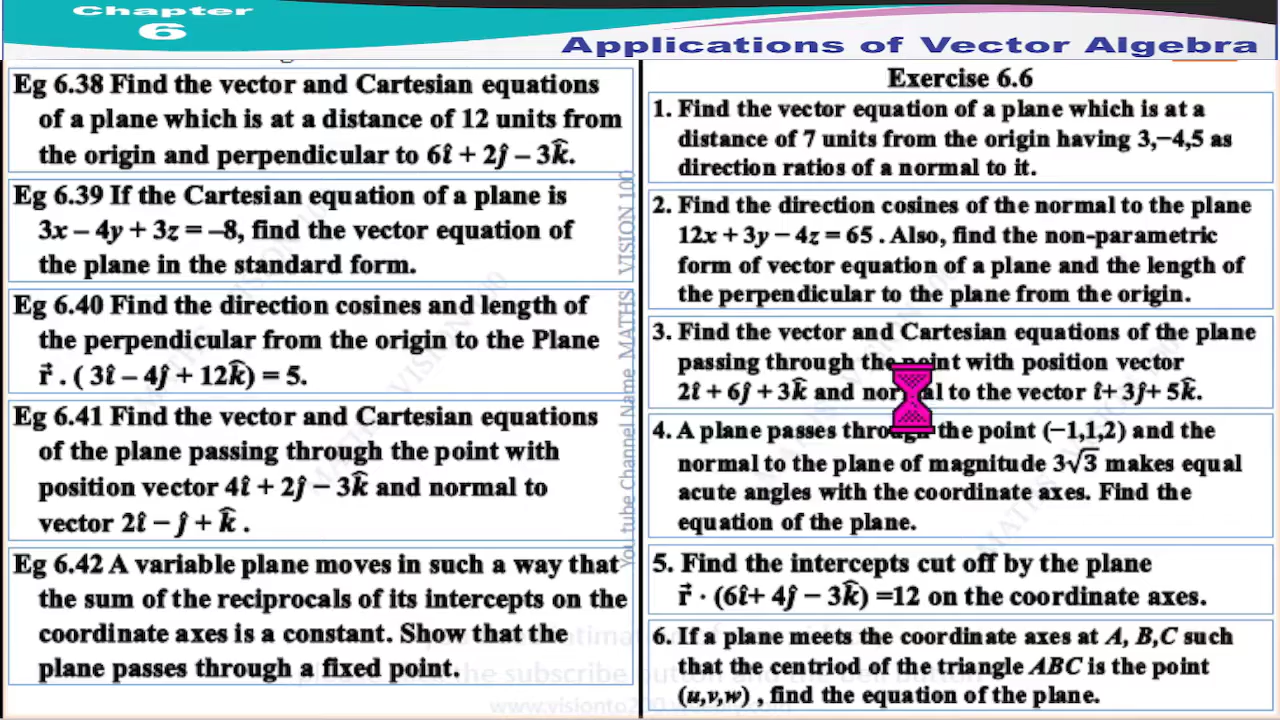 Chapter
6
Applications of Vector Algebra
Eg 6.38 Find the vector and Cartesian equations
of a plane which is at a distance of 12 units from
the origin and perpendicular to 6î + 2ĵ – 3k̂.
Eg 6.39 If the Cartesian equation of a plane is
3x – 4y + 3z = –8, find the vector equation of
the plane in the standard form.
Eg 6.40 Find the direction cosines and length of
the perpendicular from the origin to the Plane
r⃗ . ( 3î – 4ĵ + 12k̂) = 5.
Eg 6.41 Find the vector and Cartesian equations
of the plane passing through the point with
position vector 4î + 2ĵ – 3k̂ and normal to
vector 2î – ĵ + k̂ .
Eg 6.42 A variable plane moves in such a way that
the sum of the reciprocals of its intercepts on the
coordinate axes is a constant. Show that the
plane passes through a fixed point.
You tube Channel Name MATHS VISION 100
Exercise 6.6
1. Find the vector equation of a plane which is at a
distance of 7 units from the origin having 3,−4,5 as
direction ratios of a normal to it.
2. Find the direction cosines of the normal to the plane
12x + 3y − 4z = 65 . Also, find the non-parametric
form of vector equation of a plane and the length of
the perpendicular to the plane from the origin.
3. Find the vector and Cartesian equations of the plane
passing through the point with position vector
2î + 6ĵ + 3k̂ and normal to the vector î+ 3ĵ+ 5k̂.
4. A plane passes through the point (−1,1,2) and the
normal to the plane of magnitude 3√3 makes equal
acute angles with the coordinate axes. Find the
equation of the plane.
5. Find the intercepts cut off by the plane
r⃗ · (6î+ 4ĵ − 3k̂) =12 on the coordinate axes.
6. If a plane meets the coordinate axes at A, B,C such
that the centriod of the triangle ABC is the point
(u,v,w) , find the equation of the plane.
the subscribe button and the bell button